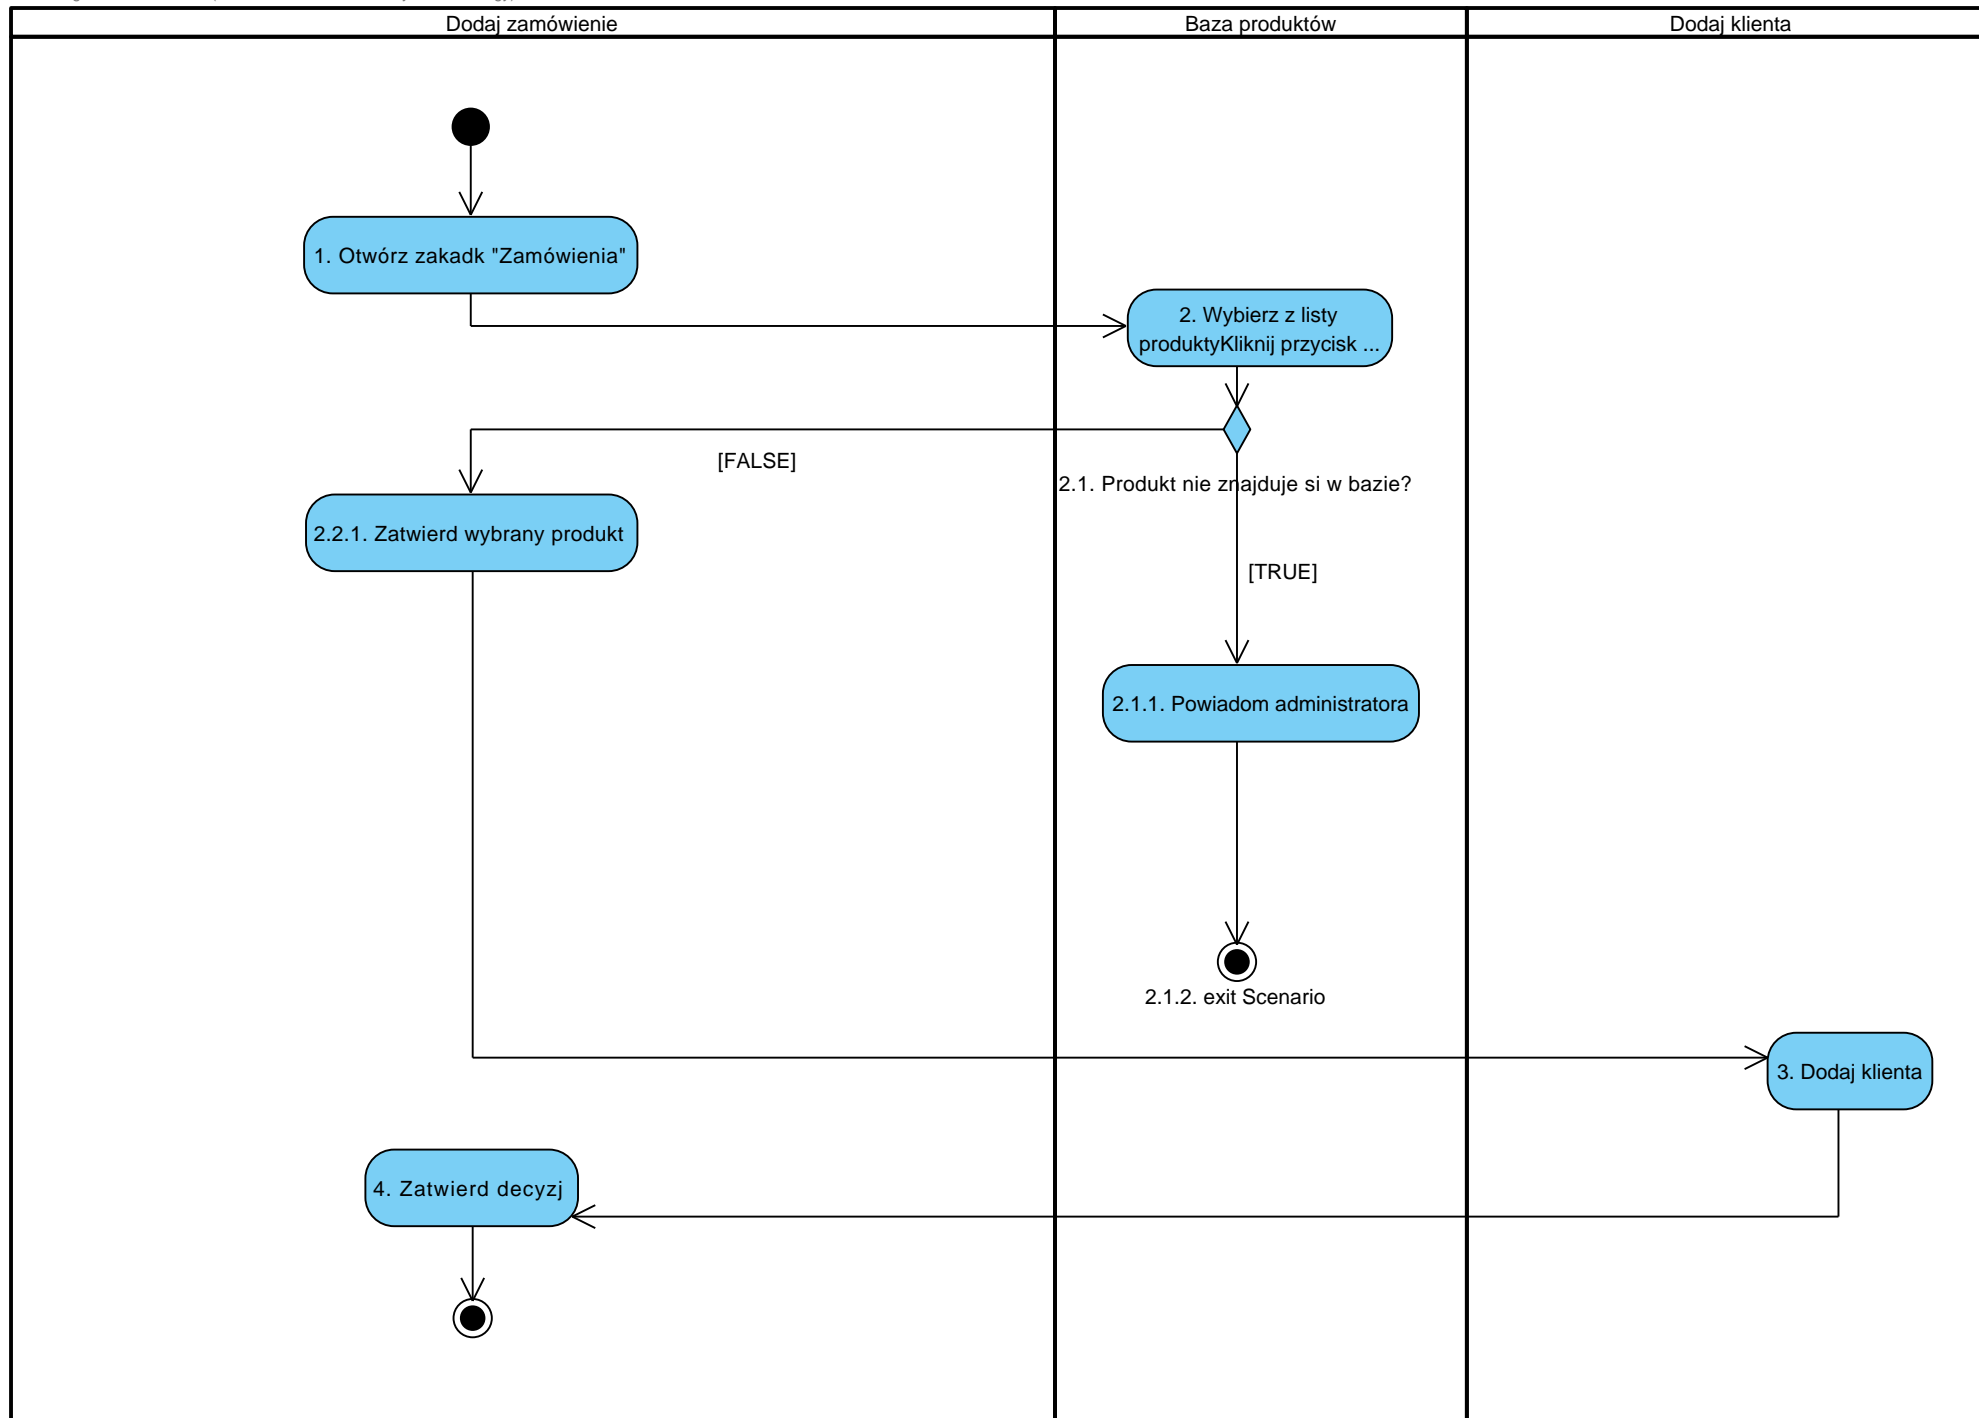 Dodaj zamówienie
Baza produktów
Dodaj klienta
1. Otwórz zakadk "Zamówienia"
2. Wybierz z listy
produktyKliknij przycisk ...
[FALSE]
2.1. Produkt nie znajduje si w bazie?
2.2.1. Zatwierd wybrany produkt
[TRUE]
2.1.1. Powiadom administratora
2.1.2. exit Scenario
3. Dodaj klienta
4. Zatwierd decyzj